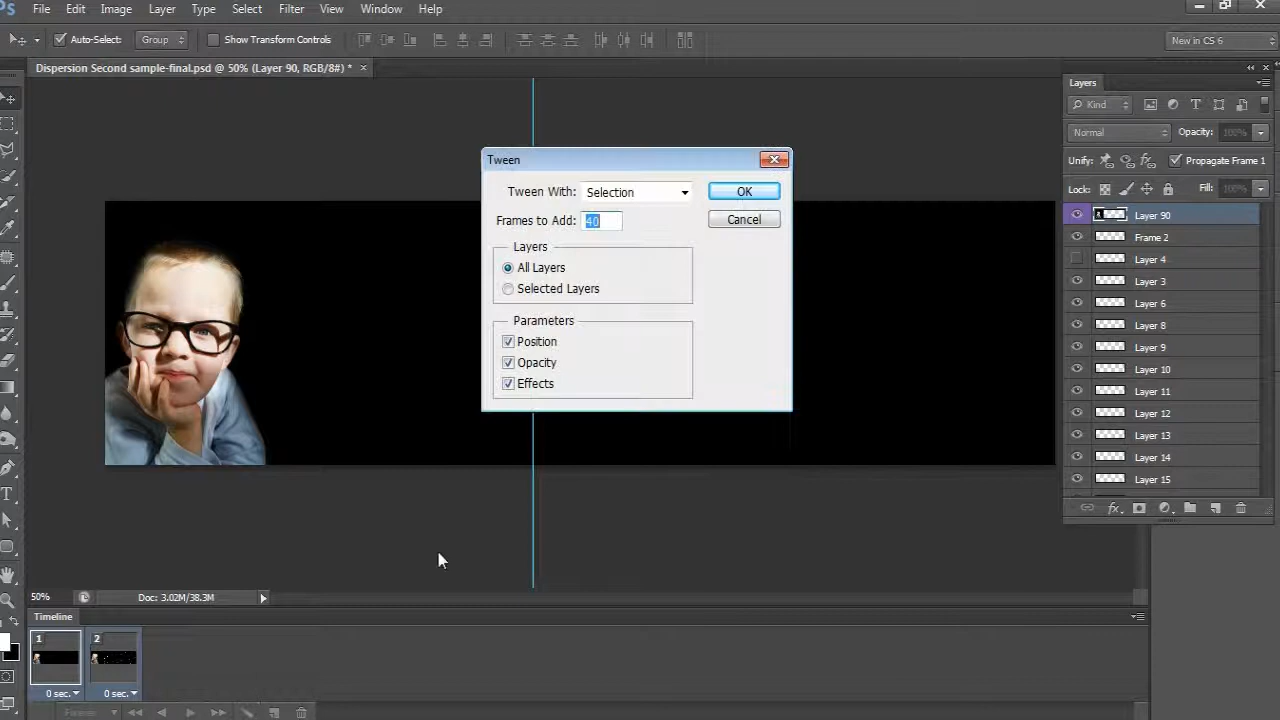 Ps File Edit Image Layer Type Select Filter View Window Help
Auto-Select: Group Show Transform Controls New in CS 6
Dispersion Second sample-final.psd @ 50% (Layer 90, RGB/8#) * ×
Layers
Kind
Normal Opacity: 100%
Unify: Propagate Frame 1
Lock: Fill: 100%
Layer 90
Frame 2
Layer 4
Layer 3
Layer 6
Layer 8
Layer 9
Layer 10
Layer 11
Layer 12
Layer 13
Layer 14
Layer 15
Tween
Tween With: Selection OK
Frames to Add: 40 Cancel
Layers
All Layers
Selected Layers
Parameters
Position
Opacity
Effects
50% Doc: 3.02M/38.3M
Timeline
1 2
0 sec. 0 sec.
Forever